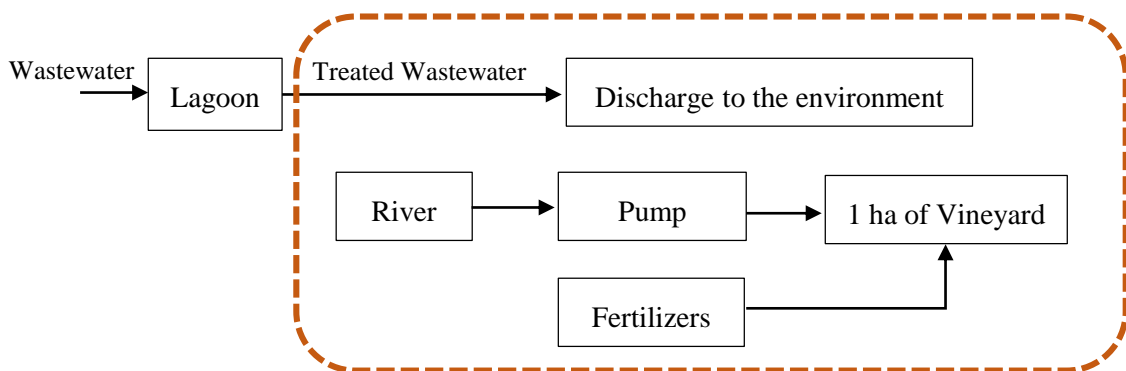 Wastewater
Lagoon
Treated Wastewater
Discharge to the environment
River
Pump
1 ha of Vineyard
Fertilizers